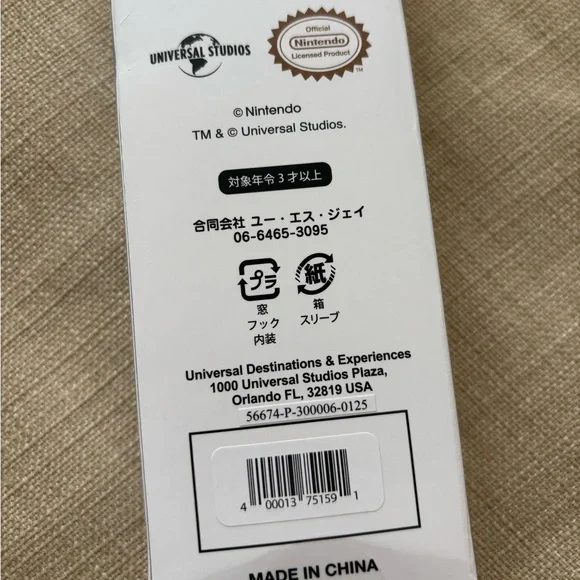 UNIVERSAL STUDIOS
Official
Nintendo
Licensed Product
TM
© Nintendo
TM & © Universal Studios.
対象年令3才以上
合同会社 ユー・エス・ジェイ
06-6465-3095
プラ
紙
窓
フック
内装
箱
スリーブ
Universal Destinations & Experiences
1000 Universal Studios Plaza,
Orlando FL, 32819 USA
56674-P-300006-0125
4 00013 75159 1
MADE IN CHINA